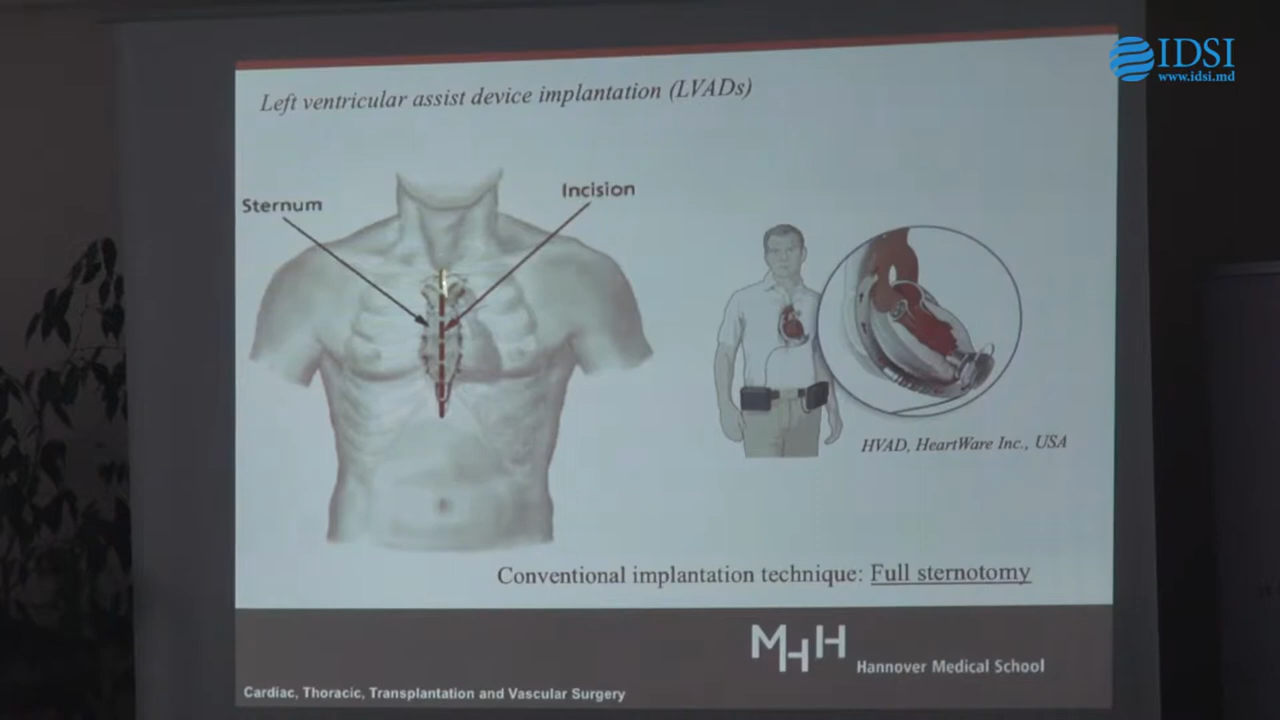 IDSI
www.idsi.md
Left ventricular assist device implantation (LVADs)
Sternum
Incision
HVAD, HeartWare Inc., USA
Conventional implantation technique: Full sternotomy
MHH
Hannover Medical School
Cardiac, Thoracic, Transplantation and Vascular Surgery